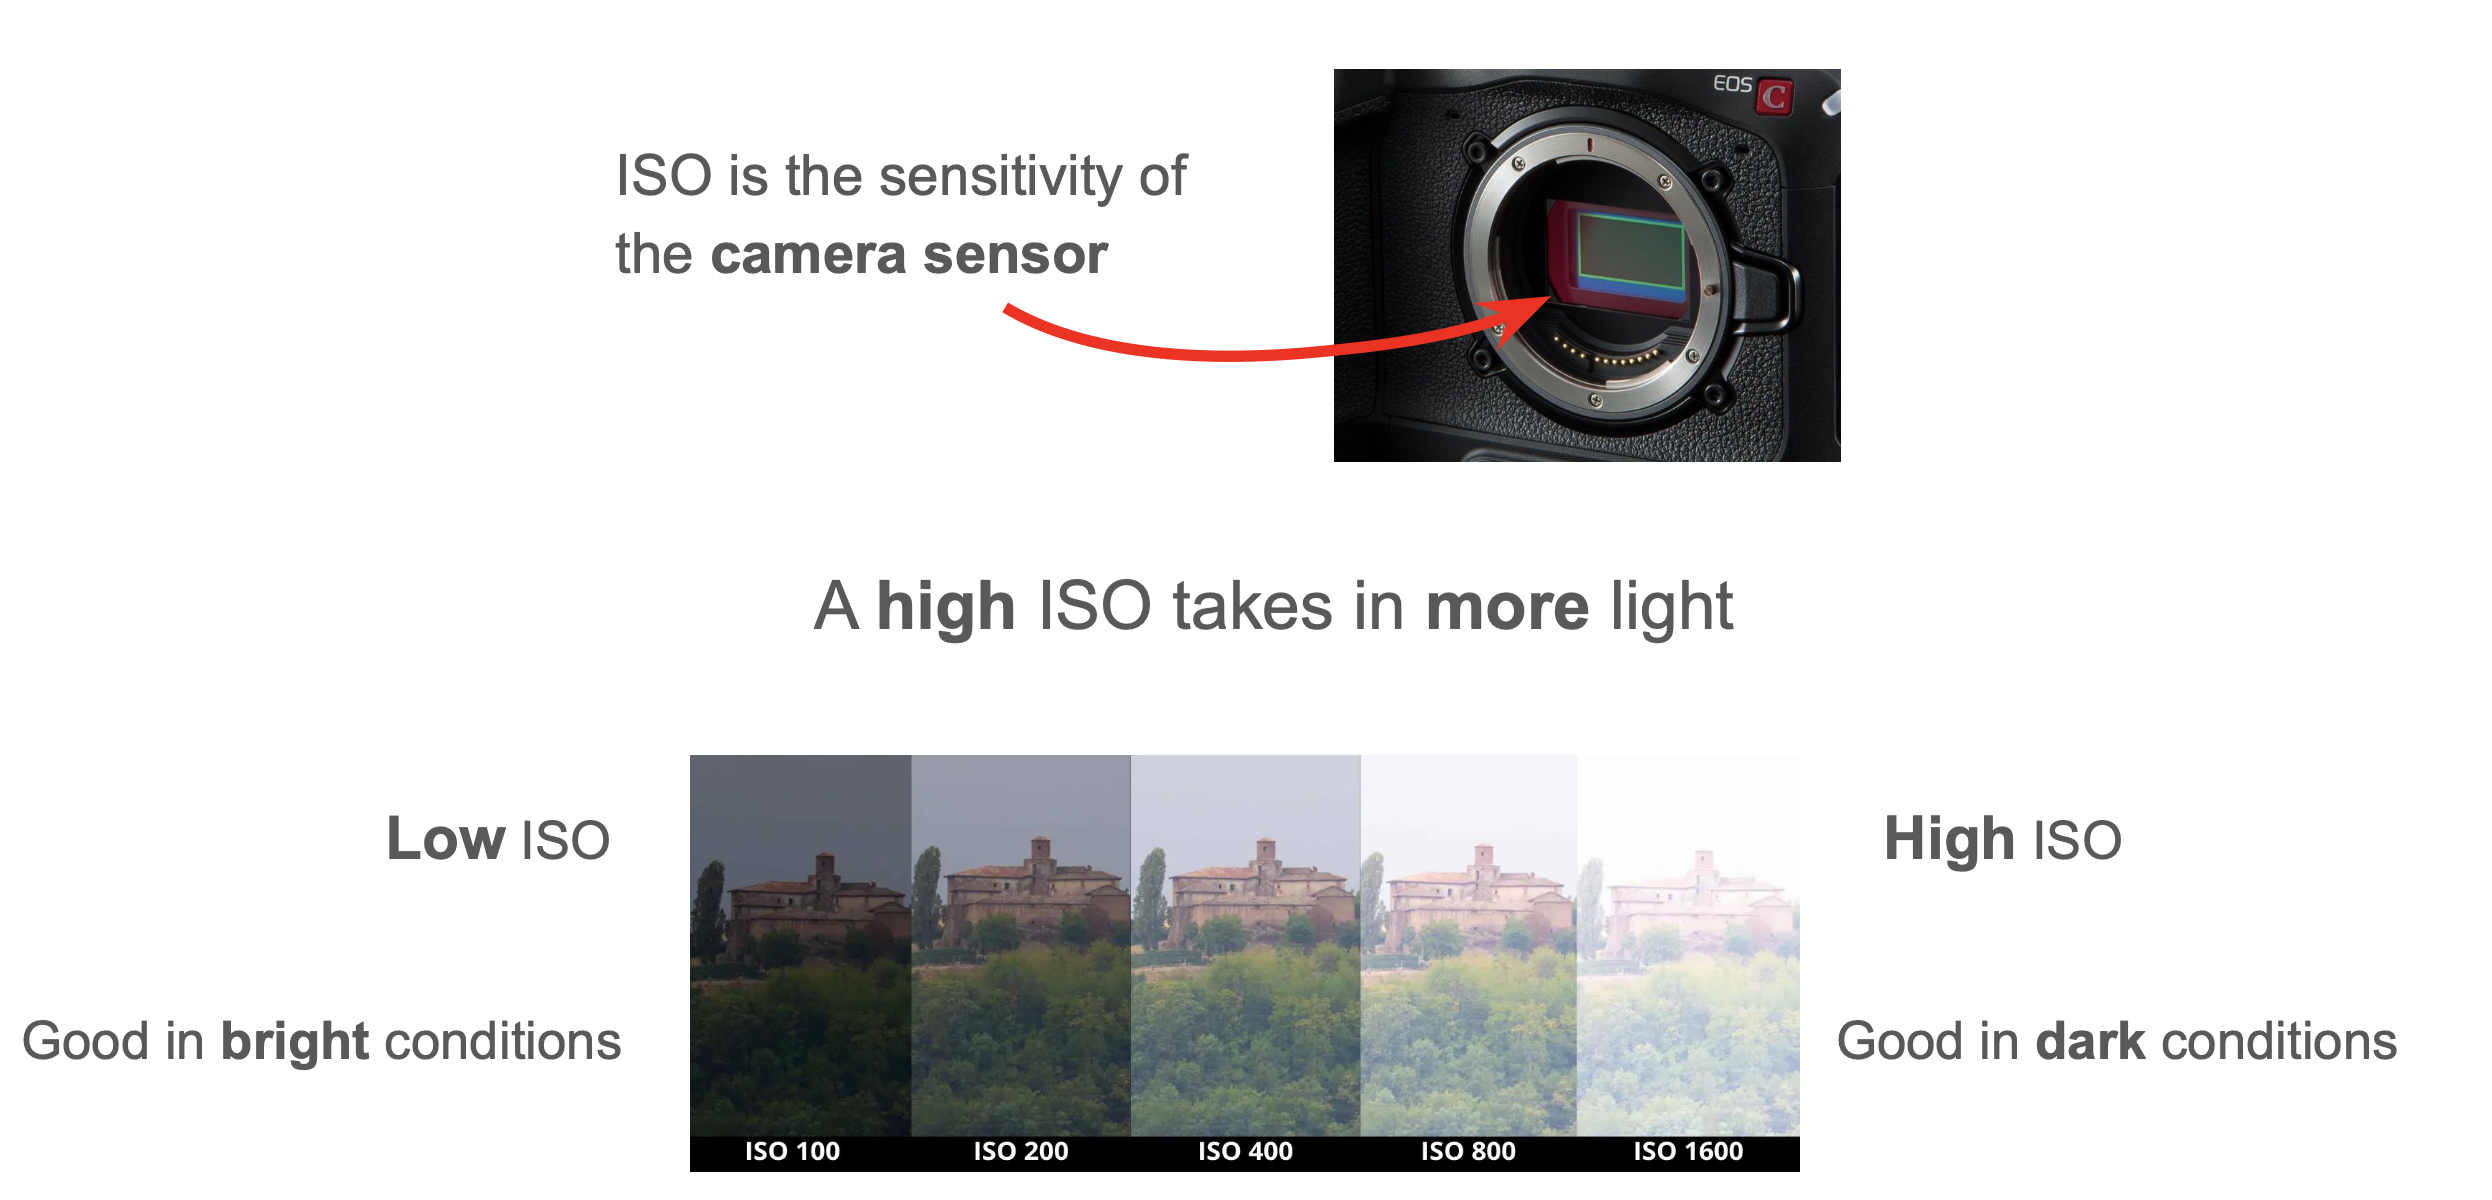 EOS C
ISO is the sensitivity of
the camera sensor
A high ISO takes in more light
Low ISO
High ISO
Good in bright conditions
Good in dark conditions
ISO 100 ISO 200 ISO 400 ISO 800 ISO 1600